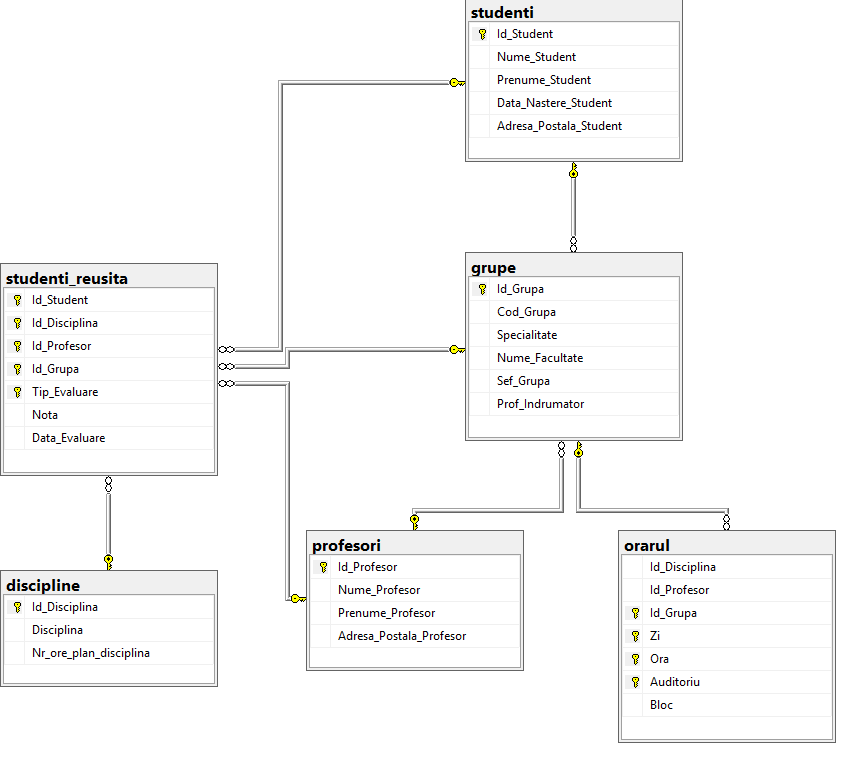 studenti
Id_Student
Nume_Student
Prenume_Student
Data_Nastere_Student
Adresa_Postala_Student
studenti_reusita
Id_Student
Id_Disciplina
Id_Profesor
Id_Grupa
Tip_Evaluare
Nota
Data_Evaluare
grupe
Id_Grupa
Cod_Grupa
Specialitate
Nume_Facultate
Sef_Grupa
Prof_Indrumator
discipline
Id_Disciplina
Disciplina
Nr_ore_plan_disciplina
profesori
Id_Profesor
Nume_Profesor
Prenume_Profesor
Adresa_Postala_Profesor
orarul
Id_Disciplina
Id_Profesor
Id_Grupa
Zi
Ora
Auditoriu
Bloc